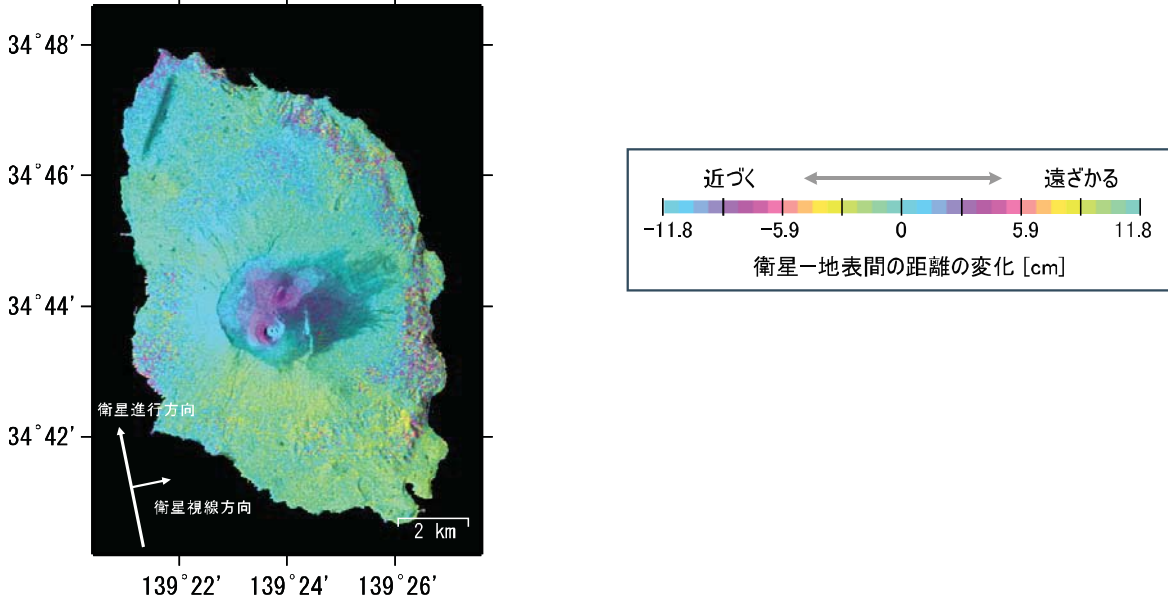 34°48'
34°46'
34°44'
34°42'
衛星進行方向
衛星視線方向
2 km
139°22' 139°24' 139°26'
近づく 遠ざかる
-11.8 -5.9 0 5.9 11.8
衛星ー地表間の距離の変化 [cm]